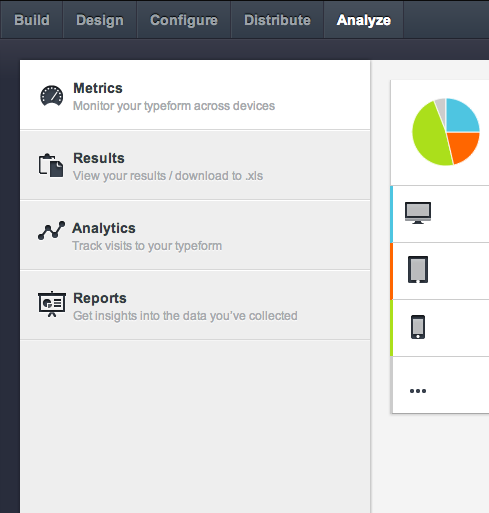 Build Design Configure Distribute Analyze
Metrics
Monitor your typeform across devices
Results
View your results / download to .xls
Analytics
Track visits to your typeform
Reports
Get insights into the data you've collected